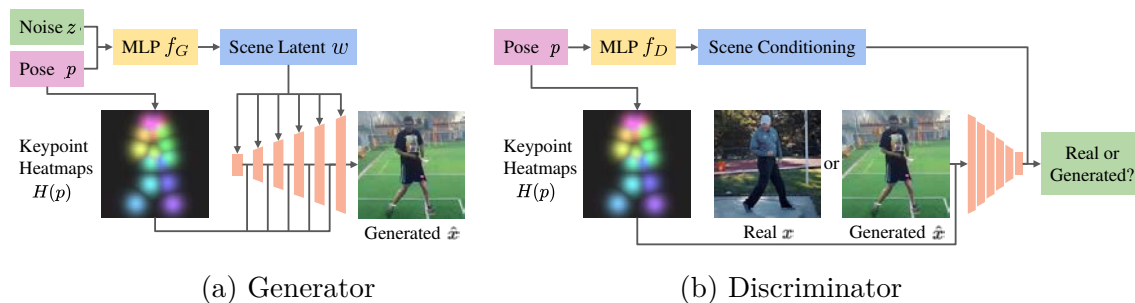 Noise z
Pose p
MLP f_G
Scene Latent w
Keypoint
Heatmaps
H(p)
Generated x̂
(a) Generator
Pose p
MLP f_D
Scene Conditioning
Keypoint
Heatmaps
H(p)
or
Real x
Generated x̂
Real or
Generated?
(b) Discriminator